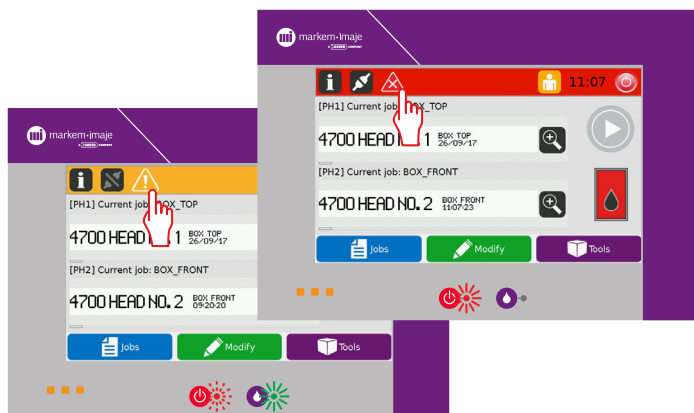 markem·imaje
A DOVER COMPANY
11:07
[PH1] Current job: BOX_TOP
4700 HEAD NO. 1 BOX TOP
26/09/17
[PH2] Current job: BOX_FRONT
4700 HEAD NO. 2 BOX FRONT
11:07:23
Jobs Modify Tools
markem·imaje
A DOVER COMPANY
[PH1] Current job: BOX_TOP
4700 HEAD NO. 1 BOX TOP
26/09/17
[PH2] Current job: BOX_FRONT
4700 HEAD NO. 2 BOX FRONT
09:20:20
Jobs Modify Tools